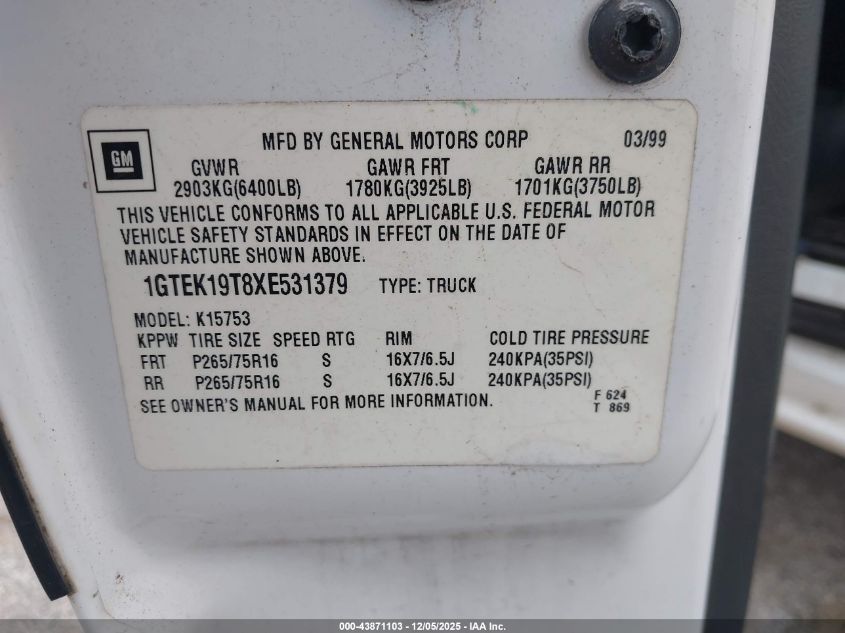 GM
MFD BY GENERAL MOTORS CORP 03/99
GVWR GAWR FRT GAWR RR
2903KG(6400LB) 1780KG(3925LB) 1701KG(3750LB)
THIS VEHICLE CONFORMS TO ALL APPLICABLE U.S. FEDERAL MOTOR
VEHICLE SAFETY STANDARDS IN EFFECT ON THE DATE OF
MANUFACTURE SHOWN ABOVE.
1GTEK19T8XE531379 TYPE: TRUCK
MODEL: K15753
KPPW TIRE SIZE SPEED RTG RIM COLD TIRE PRESSURE
FRT P265/75R16 S 16X7/6.5J 240KPA(35PSI)
RR P265/75R16 S 16X7/6.5J 240KPA(35PSI)
SEE OWNER'S MANUAL FOR MORE INFORMATION.
F 624
T 869
000-43871103 — 12/05/2025 — IAA Inc.